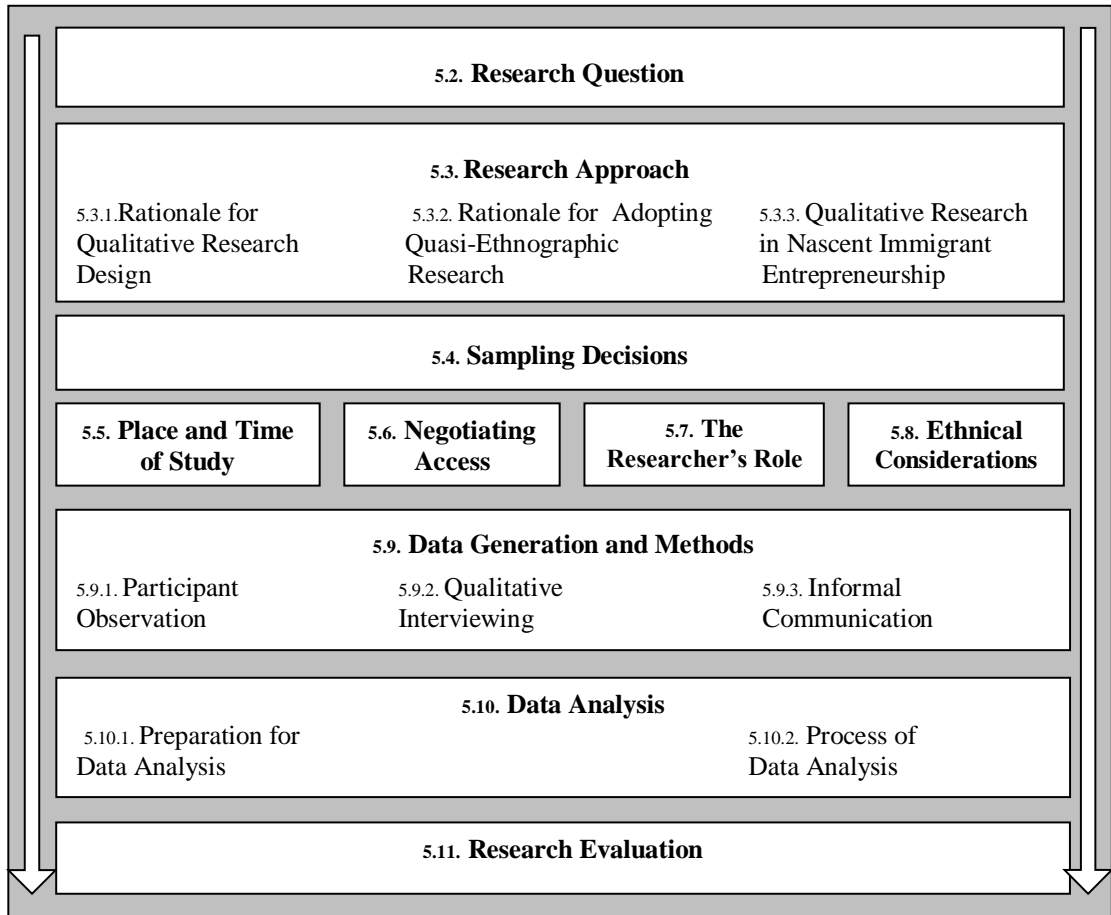 5.2. Research Question
5.3. Research Approach
5.3.1.Rationale for
Qualitative Research
Design
5.3.2. Rationale for Adopting
Quasi-Ethnographic
Research
5.3.3. Qualitative Research
in Nascent Immigrant
Entrepreneurship
5.4. Sampling Decisions
5.5. Place and Time
of Study
5.6. Negotiating
Access
5.7. The
Researcher's Role
5.8. Ethnical
Considerations
5.9. Data Generation and Methods
5.9.1. Participant
Observation
5.9.2. Qualitative
Interviewing
5.9.3. Informal
Communication
5.10. Data Analysis
5.10.1. Preparation for
Data Analysis
5.10.2. Process of
Data Analysis
5.11. Research Evaluation